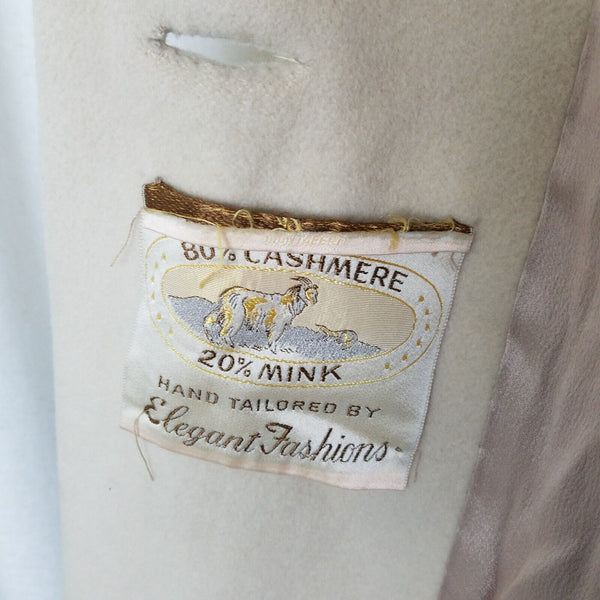 80% CASHMERE
20% MINK
HAND TAILORED BY
Elegant Fashions